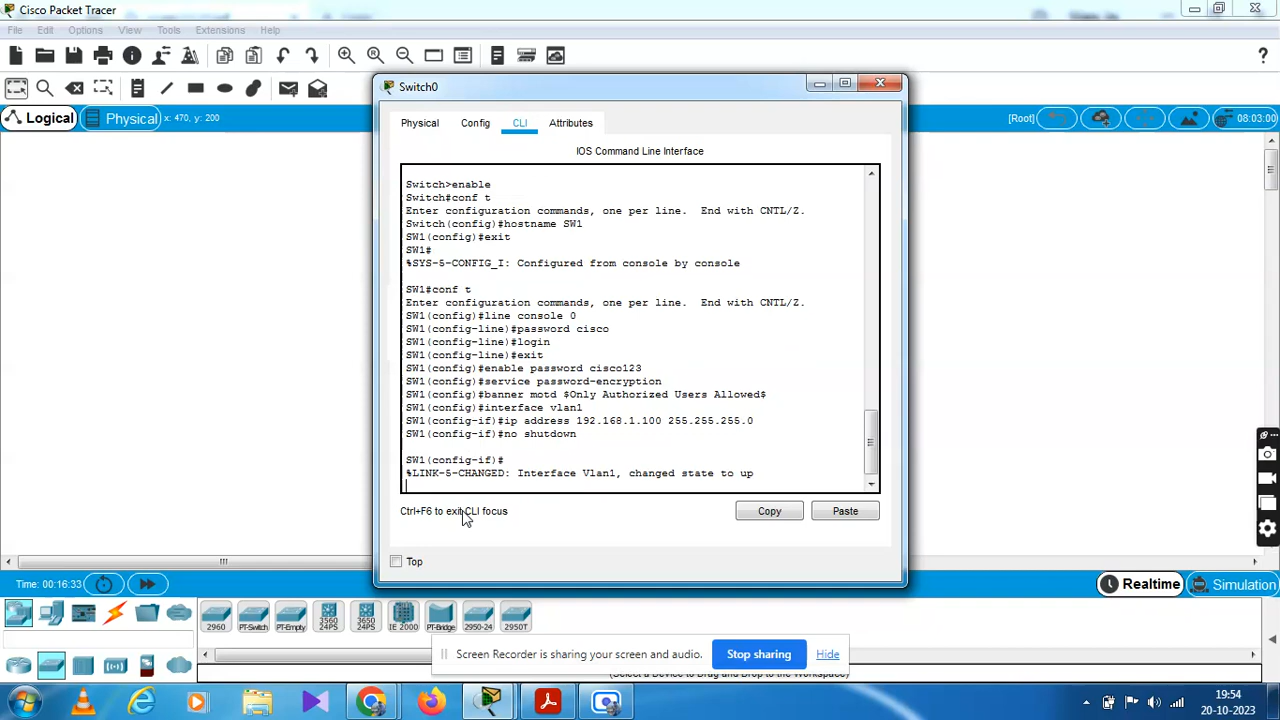 Cisco Packet Tracer
File Edit Options View Tools Extensions Help
Logical Physical x: 470, y: 200 [Root] 08:03:00
Switch0
Physical Config CLI Attributes
IOS Command Line Interface
Switch>enable
Switch#conf t
Enter configuration commands, one per line. End with CNTL/Z.
Switch(config)#hostname SW1
SW1(config)#exit
SW1#
%SYS-5-CONFIG_I: Configured from console by console
SW1#conf t
Enter configuration commands, one per line. End with CNTL/Z.
SW1(config)#line console 0
SW1(config-line)#password cisco
SW1(config-line)#login
SW1(config-line)#exit
SW1(config)#enable password cisco123
SW1(config)#service password-encryption
SW1(config)#banner motd $Only Authorized Users Allowed$
SW1(config)#interface vlan1
SW1(config-if)#ip address 192.168.1.100 255.255.255.0
SW1(config-if)#no shutdown
SW1(config-if)#
%LINK-5-CHANGED: Interface Vlan1, changed state to up
Ctrl+F6 to exit CLI focus
Copy Paste
Top
Time: 00:16:33 Realtime Simulation
2960 PT-Switch PT-Empty 3560 24PS 3650 24PS IE 2000 PT-Bridge 2950-24 2950T
Screen Recorder is sharing your screen and audio. Stop sharing Hide
(Select a Device to Drag and Drop to the Workspace)
19:54
20-10-2023